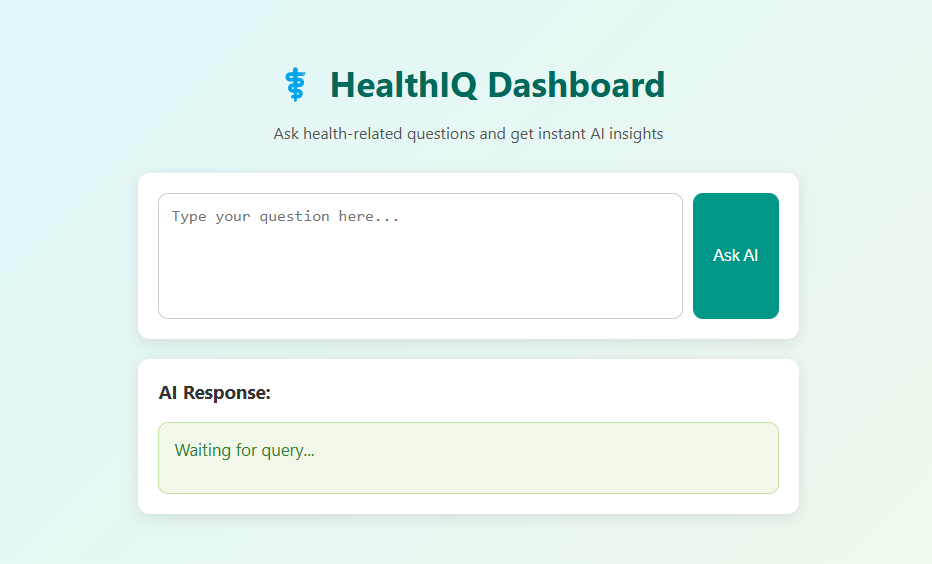 HealthIQ Dashboard
Ask health-related questions and get instant AI insights
Type your question here...
Ask AI
AI Response:
Waiting for query...